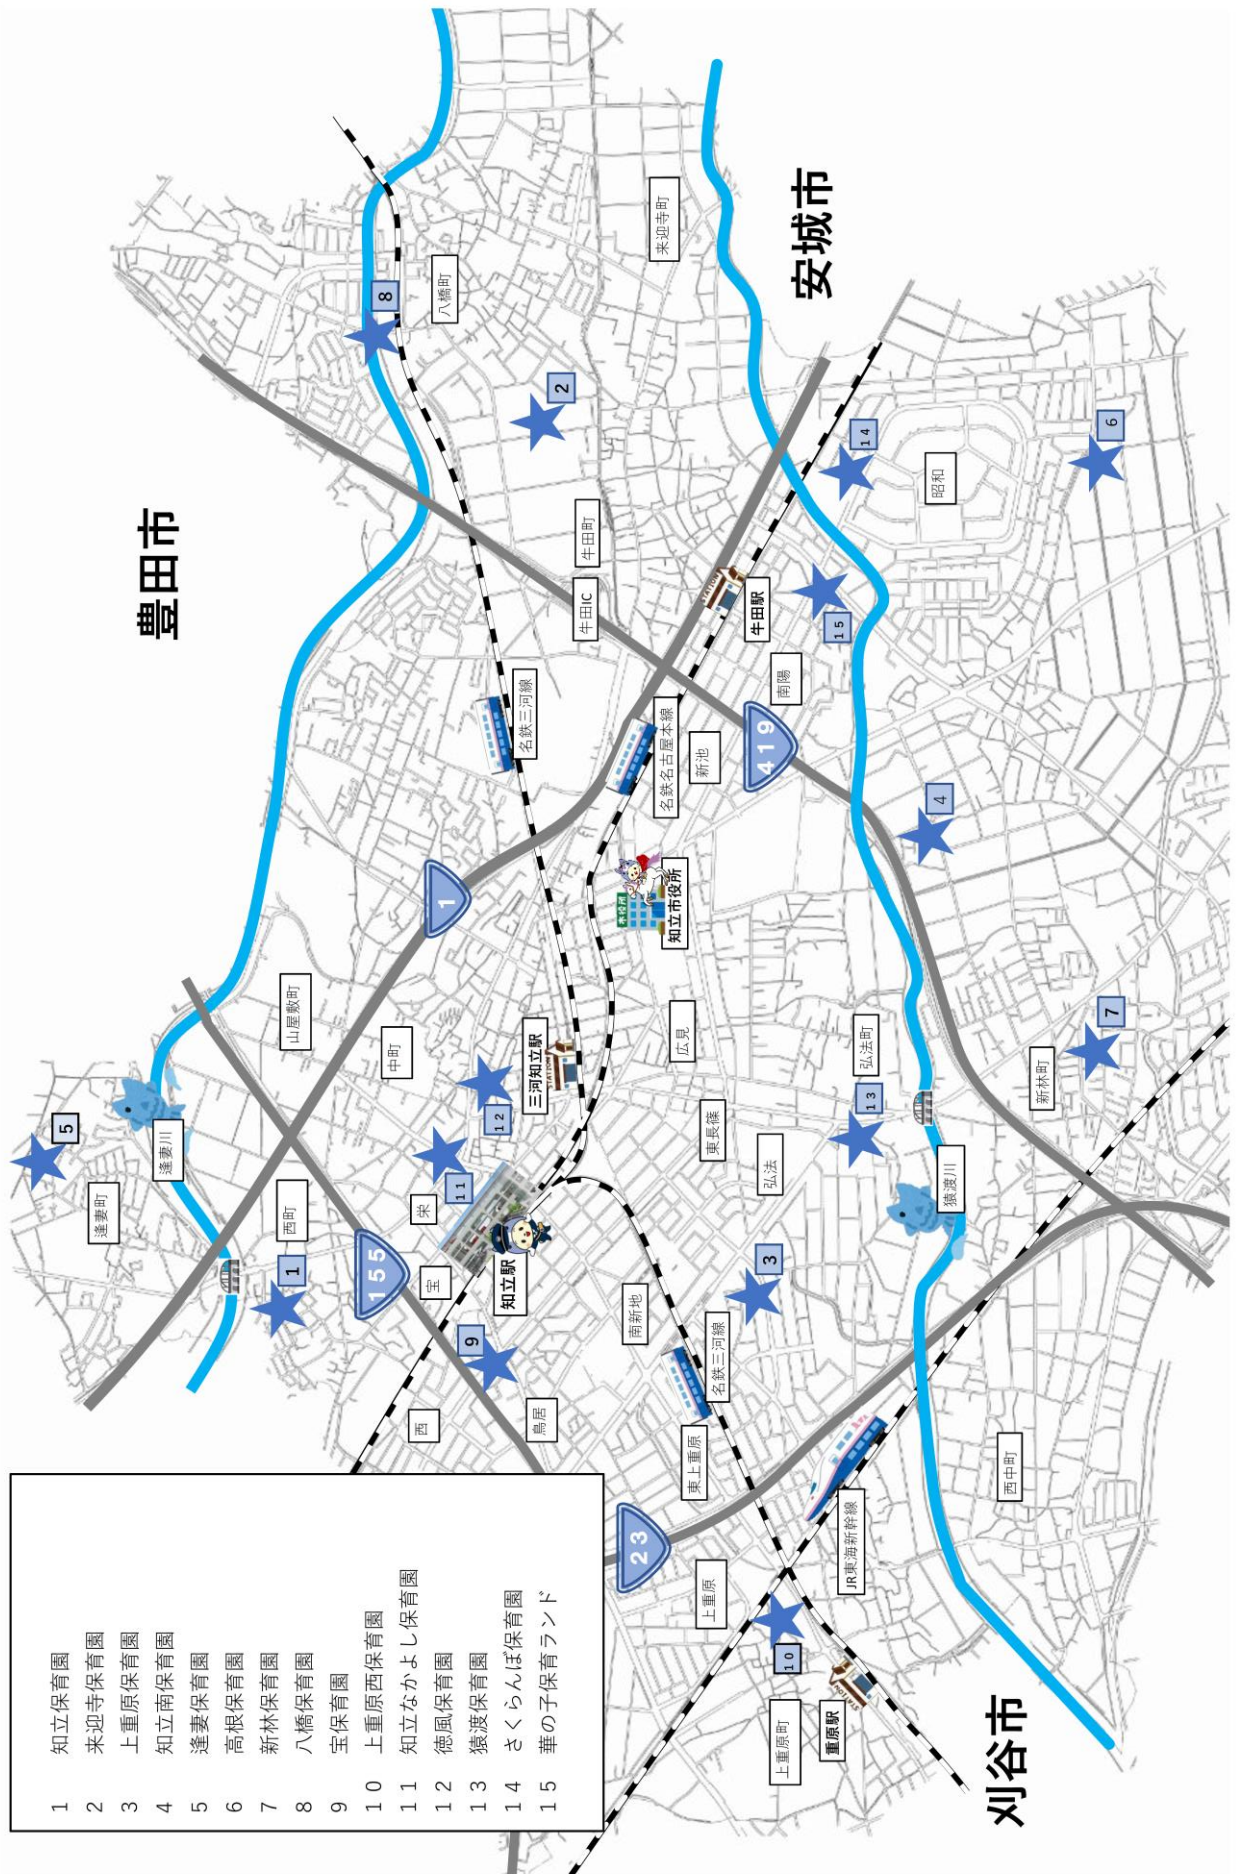 1 知立保育園
2 来迎寺保育園
3 上重原保育園
4 知立南保育園
5 逢妻保育園
6 高根保育園
7 新林保育園
8 八橋保育園
9 宝保育園
10 上重原西保育園
11 知立なかよし保育園
12 徳風保育園
13 猿渡保育園
14 さくらんぼ保育園
15 華の子保育ランド
豊田市
安城市
刈谷市
5
逢妻町
逢妻川
西町
1
山屋敷町
中町
155
栄
宝
11
12
9
知立駅
西
鳥居
三河知立駅
STATION
1
名鉄三河線
8
八橋町
2
来迎寺町
牛田町
牛田IC
STATION
牛田駅
名鉄名古屋本線
新池
419
南陽
15
14
昭和
6
4
市役所
知立市役所
広見
東長篠
弘法
弘法町
13
新林町
7
猿渡川
3
南新地
名鉄三河線
東上重原
23
JR東海新幹線
西中町
上重原
10
上重原町
STATION
重原駅